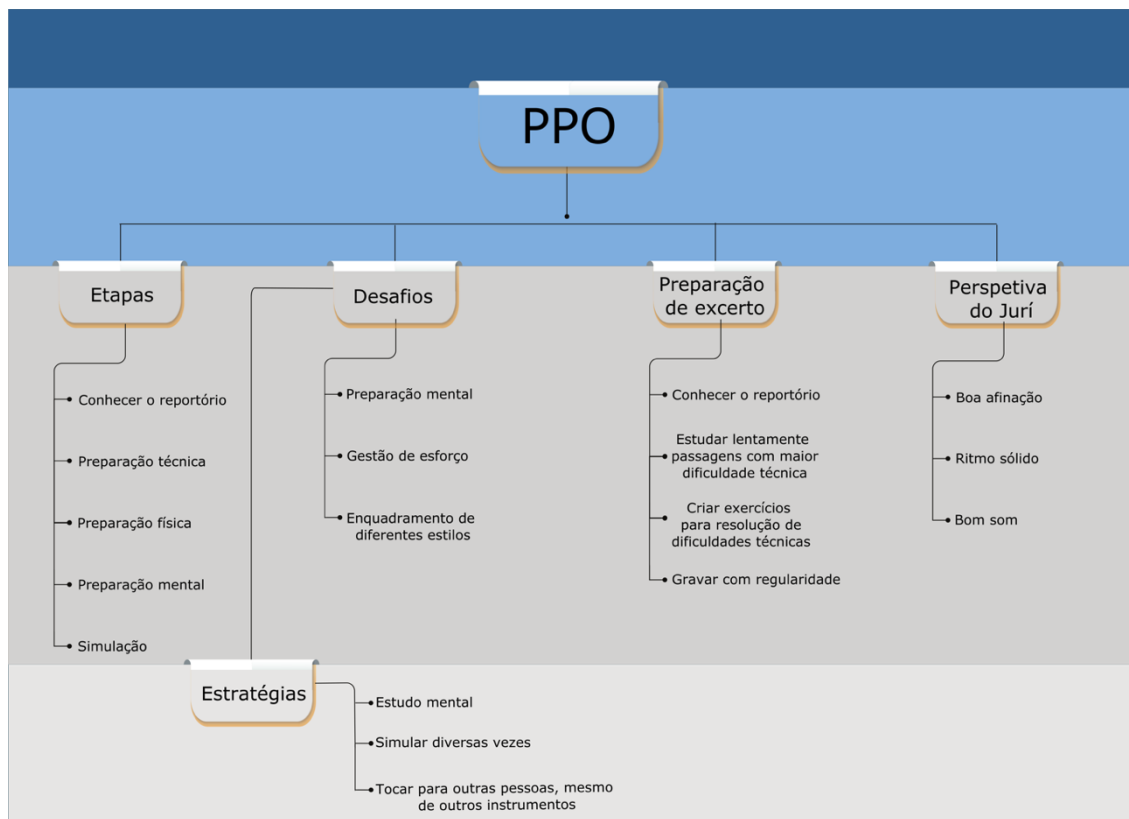 PPO
Etapas
Conhecer o reportório
Preparação técnica
Preparação física
Preparação mental
Simulação
Desafios
Preparação mental
Gestão de esforço
Enquadramento de
diferentes estilos
Preparação
de excerto
Conhecer o reportório
Estudar lentamente
passagens com maior
dificuldade técnica
Criar exercícios
para resolução de
dificuldades técnicas
Gravar com regularidade
Perspetiva
do Jurí
Boa afinação
Ritmo sólido
Bom som
Estratégias
Estudo mental
Simular diversas vezes
Tocar para outras pessoas, mesmo
de outros instrumentos